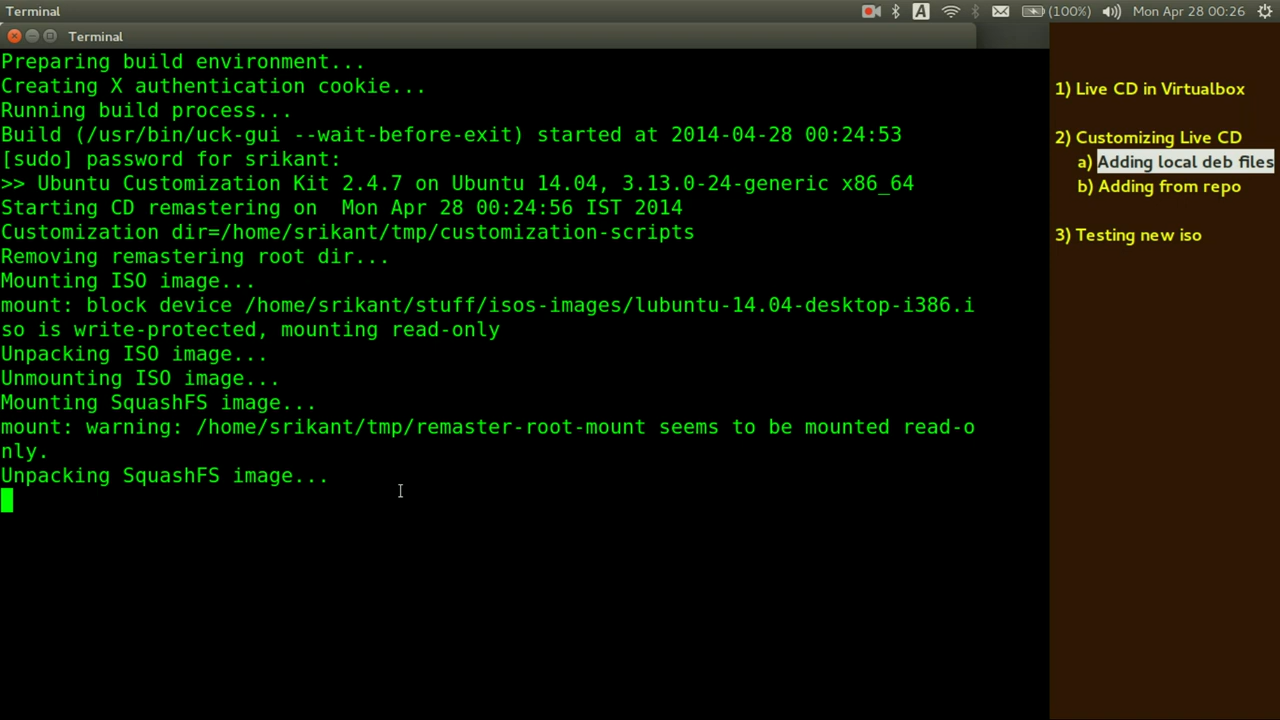 Terminal
(100%)
Mon Apr 28 00:26
A
Terminal
Preparing build environment...
Creating X authentication cookie...
Running build process...
Build (/usr/bin/uck-gui --wait-before-exit) started at 2014-04-28 00:24:53
[sudo] password for srikant:
>> Ubuntu Customization Kit 2.4.7 on Ubuntu 14.04, 3.13.0-24-generic x86_64
Starting CD remastering on  Mon Apr 28 00:24:56 IST 2014
Customization dir=/home/srikant/tmp/customization-scripts
Removing remastering root dir...
Mounting ISO image...
mount: block device /home/srikant/stuff/isos-images/lubuntu-14.04-desktop-i386.i
so is write-protected, mounting read-only
Unpacking ISO image...
Unmounting ISO image...
Mounting SquashFS image...
mount: warning: /home/srikant/tmp/remaster-root-mount seems to be mounted read-o
nly.
Unpacking SquashFS image...
1) Live CD in Virtualbox
2) Customizing Live CD
a) Adding local deb files
b) Adding from repo
3) Testing new iso